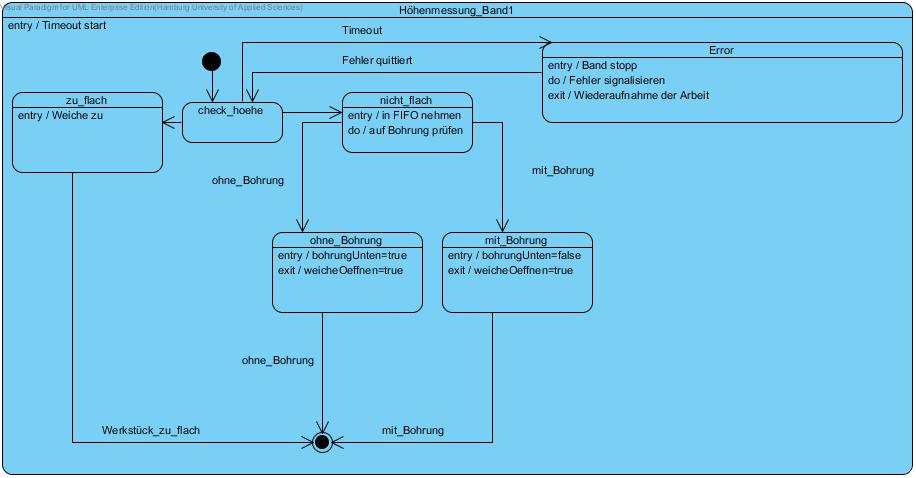 Visual Paradigm for UML Enterprise Edition(Hamburg University of Applied Sciences)
Höhenmessung_Band1
entry / Timeout start
Timeout
Error
Fehler quittiert
entry / Band stopp
do / Fehler signalisieren
exit / Wiederaufnahme der Arbeit
zu_flach
entry / Weiche zu
check_hoehe
nicht_flach
entry / in FIFO nehmen
do / auf Bohrung prüfen
ohne_Bohrung
mit_Bohrung
ohne_Bohrung
entry / bohrungUnten=true
exit / weicheOeffnen=true
mit_Bohrung
entry / bohrungUnten=false
exit / weicheOeffnen=true
ohne_Bohrung
Werkstück_zu_flach
mit_Bohrung